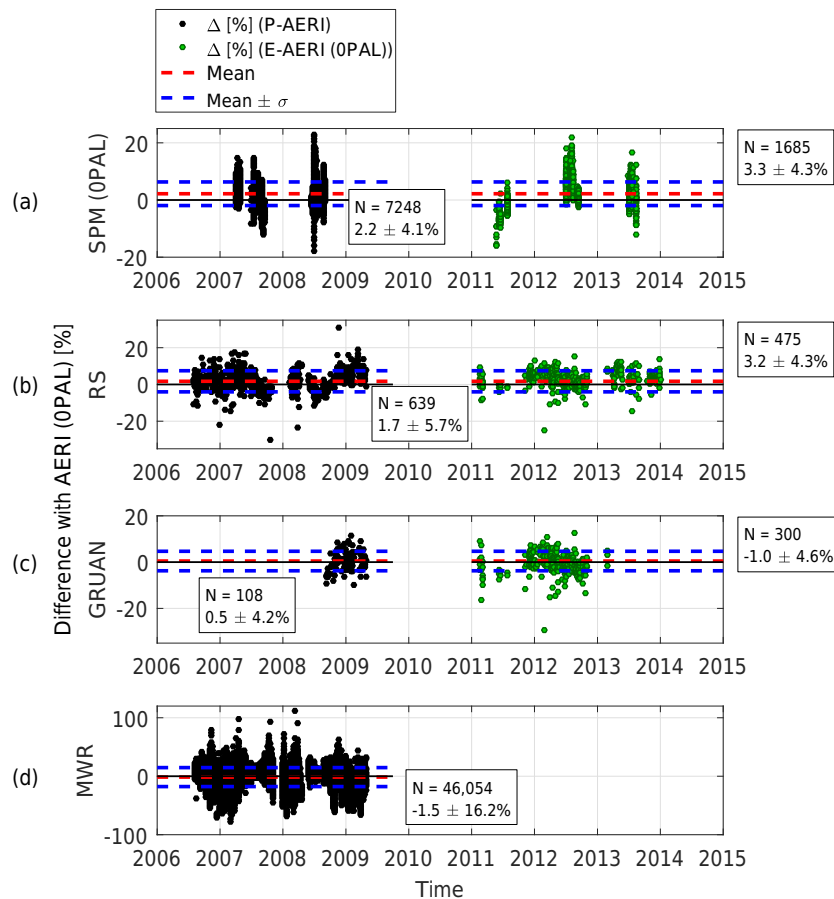 Δ [%] (P-AERI)
Δ [%] (E-AERI (0PAL))
Mean
Mean ± σ
(a)
SPM (0PAL)
20
0
-20
N = 7248
2.2 ± 4.1%
N = 1685
3.3 ± 4.3%
2006 2007 2008 2009 2010 2011 2012 2013 2014 2015
Difference with AERI (0PAL) [%]
(b)
RS
20
0
-20
N = 639
1.7 ± 5.7%
N = 475
3.2 ± 4.3%
2006 2007 2008 2009 2010 2011 2012 2013 2014 2015
(c)
GRUAN
20
0
-20
N = 108
0.5 ± 4.2%
N = 300
-1.0 ± 4.6%
2006 2007 2008 2009 2010 2011 2012 2013 2014 2015
(d)
MWR
100
0
-100
N = 46,054
-1.5 ± 16.2%
2006 2007 2008 2009 2010 2011 2012 2013 2014 2015
Time